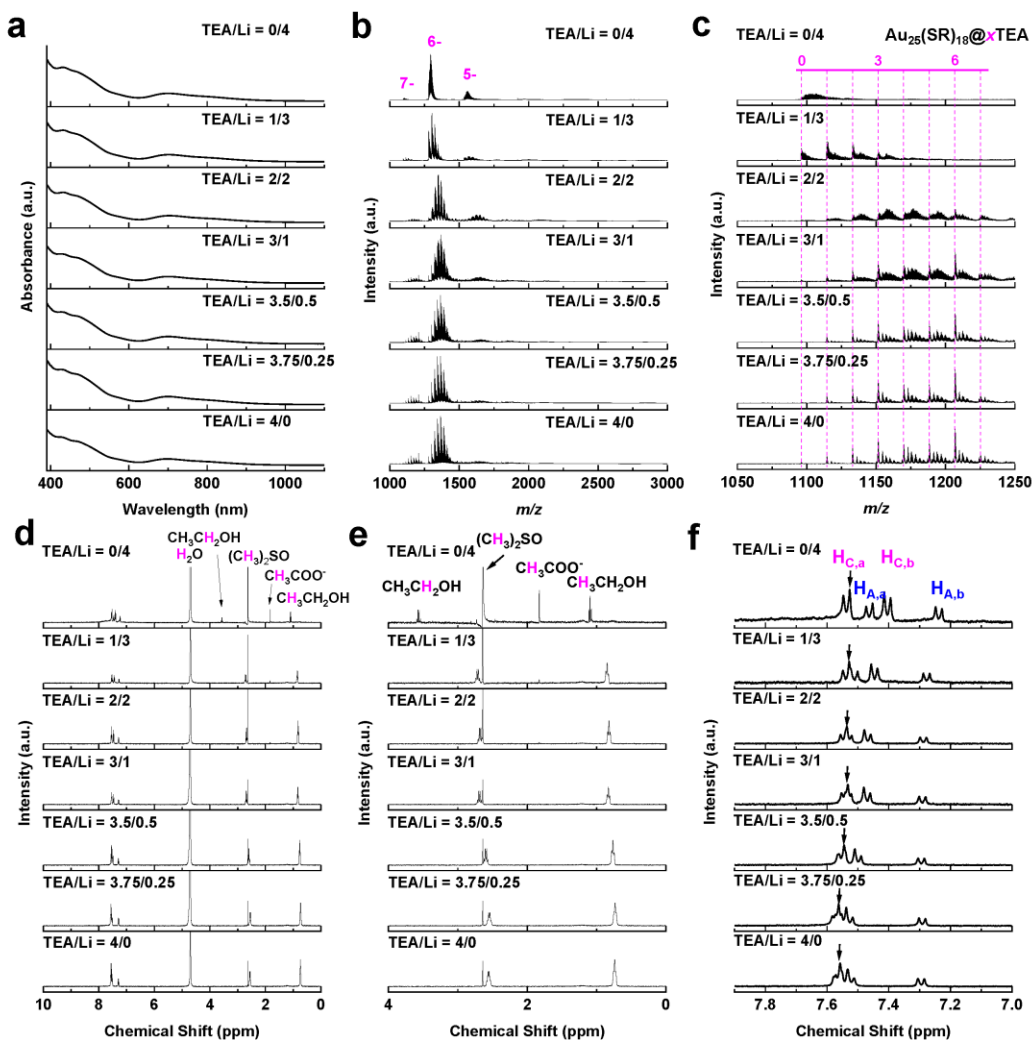 a
TEA/Li = 0/4
TEA/Li = 1/3
TEA/Li = 2/2
TEA/Li = 3/1
TEA/Li = 3.5/0.5
TEA/Li = 3.75/0.25
TEA/Li = 4/0
Absorbance (a.u.)
400 600 800 1000
Wavelength (nm)
b
TEA/Li = 0/4
6-
7-
5-
TEA/Li = 1/3
TEA/Li = 2/2
TEA/Li = 3/1
TEA/Li = 3.5/0.5
TEA/Li = 3.75/0.25
TEA/Li = 4/0
Intensity (a.u.)
1000 1500 2000 2500 3000
m/z
c
TEA/Li = 0/4
Au₂₅(SR)₁₈@xTEA
0 3 6
TEA/Li = 1/3
TEA/Li = 2/2
TEA/Li = 3/1
TEA/Li = 3.5/0.5
TEA/Li = 3.75/0.25
TEA/Li = 4/0
Intensity (a.u.)
1050 1100 1150 1200 1250
m/z
d
TEA/Li = 0/4
CH₃CH₂OH
H₂O
(CH₃)₂SO
CH₃COO⁻
CH₃CH₂OH
TEA/Li = 1/3
TEA/Li = 2/2
TEA/Li = 3/1
TEA/Li = 3.5/0.5
TEA/Li = 3.75/0.25
TEA/Li = 4/0
Intensity (a.u.)
10 8 6 4 2 0
Chemical Shift (ppm)
e
TEA/Li = 0/4
(CH₃)₂SO
CH₃COO⁻
CH₃CH₂OH
CH₃CH₂OH
TEA/Li = 1/3
TEA/Li = 2/2
TEA/Li = 3/1
TEA/Li = 3.5/0.5
TEA/Li = 3.75/0.25
TEA/Li = 4/0
Intensity (a.u.)
4 2 0
Chemical Shift (ppm)
f
TEA/Li = 0/4
H_C,a
H_C,b
H_A,a
H_A,b
TEA/Li = 1/3
TEA/Li = 2/2
TEA/Li = 3/1
TEA/Li = 3.5/0.5
TEA/Li = 3.75/0.25
TEA/Li = 4/0
Intensity (a.u.)
7.8 7.6 7.4 7.2 7.0
Chemical Shift (ppm)